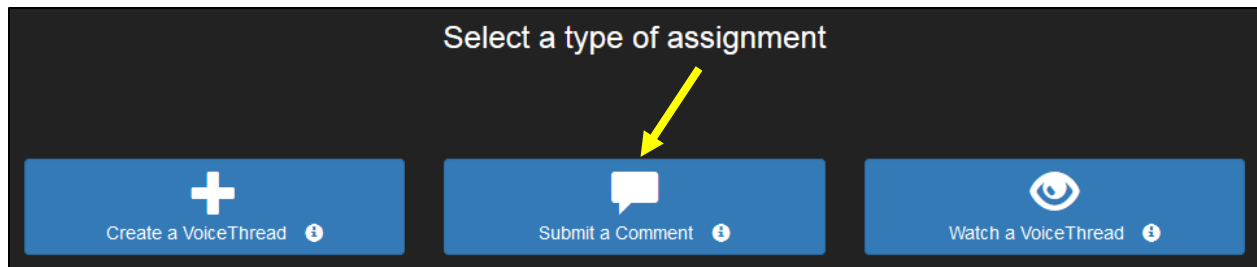 Select a type of assignment
Create a VoiceThread
Submit a Comment
Watch a VoiceThread